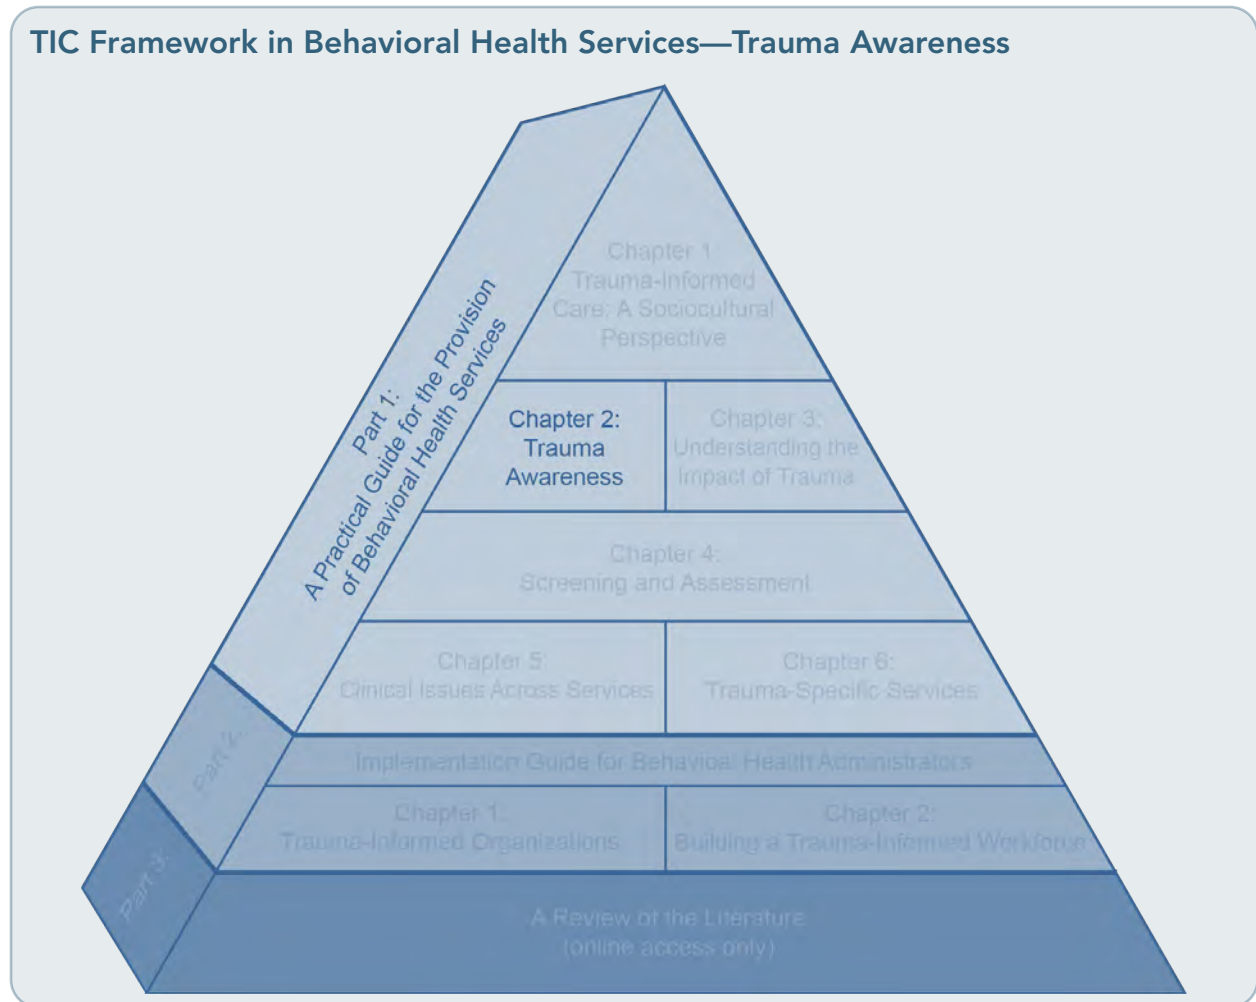 TIC Framework in Behavioral Health Services—Trauma Awareness
Part 1:
A Practical Guide for the Provision
of Behavioral Health Services
Chapter 1:
Trauma-Informed
Care: A Sociocultural
Perspective
Chapter 2:
Trauma
Awareness
Chapter 3:
Understanding the
Impact of Trauma
Chapter 4:
Screening and Assessment
Chapter 5:
Clinical Issues Across Services
Chapter 6:
Trauma-Specific Services
Part 2:
Implementation Guide for Behavioral Health Administrators
Chapter 1:
Trauma-Informed Organizations
Chapter 2:
Building a Trauma-Informed Workforce
Part 3:
A Review of the Literature
(online access only)